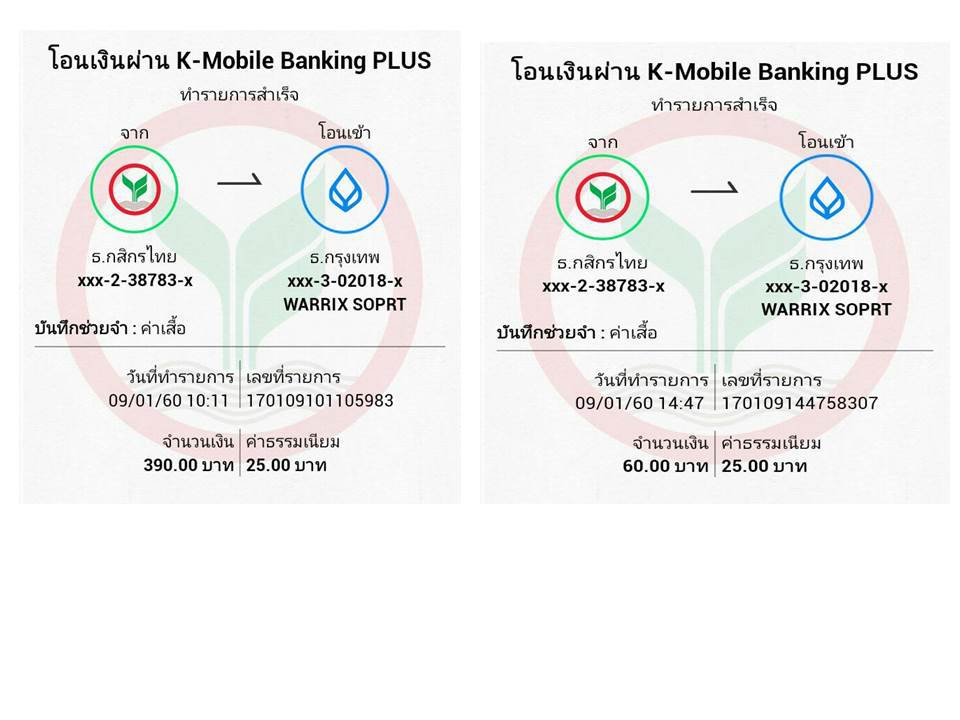 โอนเงินผ่าน K-Mobile Banking PLUS
ทำรายการสำเร็จ
จาก
โอนเข้า
ธ.กสิกรไทย
xxx-2-38783-x
ธ.กรุงเทพ
xxx-3-02018-x
WARRIX SOPRT
บันทึกช่วยจำ : ค่าเสื้อ
วันที่ทำรายการ
09/01/60 10:11
เลขที่รายการ
170109101105983
จำนวนเงิน
390.00 บาท
ค่าธรรมเนียม
25.00 บาท
โอนเงินผ่าน K-Mobile Banking PLUS
ทำรายการสำเร็จ
จาก
โอนเข้า
ธ.กสิกรไทย
xxx-2-38783-x
ธ.กรุงเทพ
xxx-3-02018-x
WARRIX SOPRT
บันทึกช่วยจำ : ค่าเสื้อ
วันที่ทำรายการ
09/01/60 14:47
เลขที่รายการ
170109144758307
จำนวนเงิน
60.00 บาท
ค่าธรรมเนียม
25.00 บาท